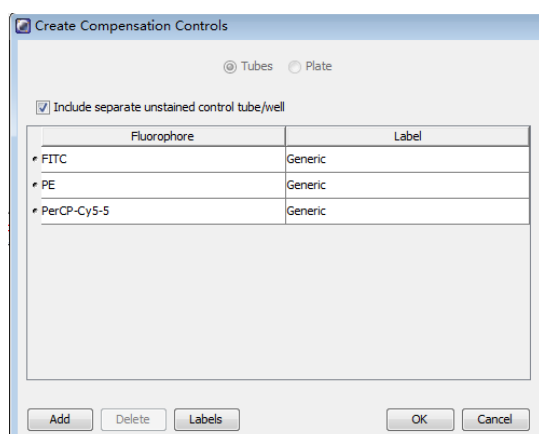 Create Compensation Controls
Tubes Plate
Include separate unstained control tube/well
Fluorophore Label
FITC Generic
PE Generic
PerCP-Cy5-5 Generic
Add Delete Labels OK Cancel